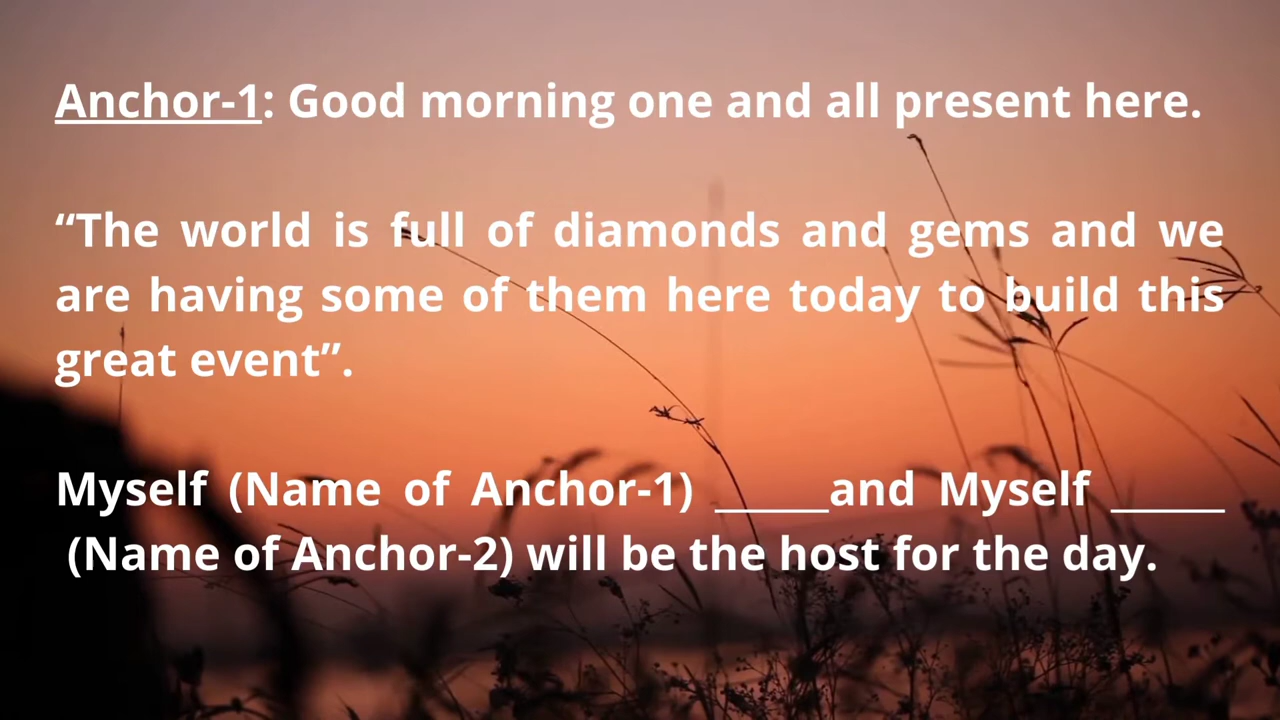 Anchor-1: Good morning one and all present here.
“The world is full of diamonds and gems and we
are having some of them here today to build this
great event”.
Myself (Name of Anchor-1) ______and Myself ______
(Name of Anchor-2) will be the host for the day.